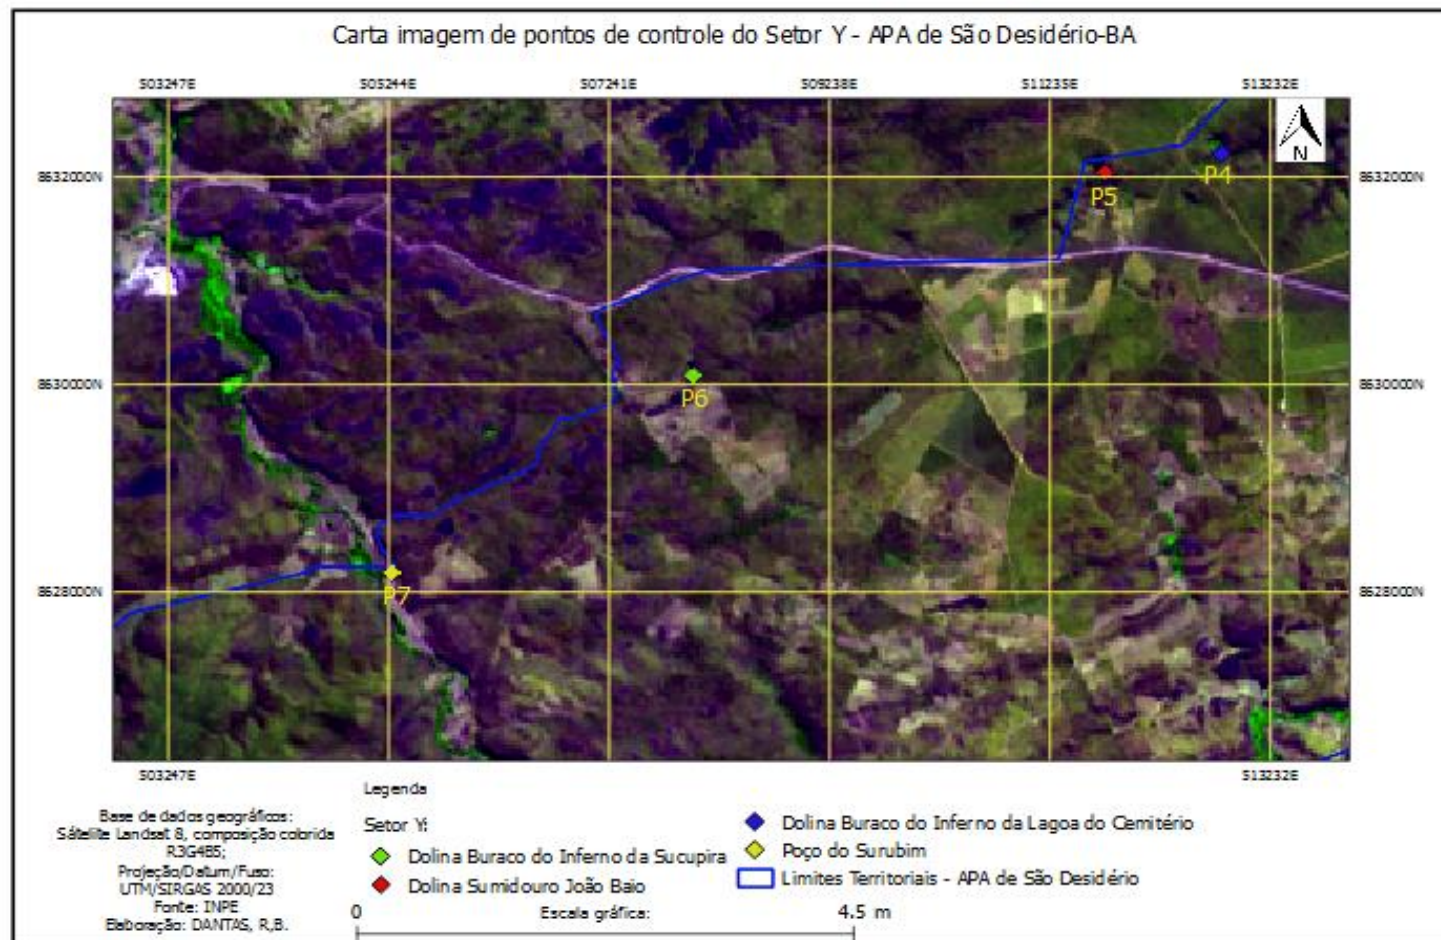 Carta imagem de pontos de controle do Setor Y - APA de São Desidério-BA
503247E 505244E 507241E 509238E 511235E 513232E
N
P4
8632000N 8632000N
P5
8630000N 8630000N
P6
8628000N 8628000N
P7
503247E 513232E
Legenda
Setor Y:
Dolina Buraco do Inferno da Sucupira
Dolina Sumidouro João Baio
Dolina Buraco do Inferno da Lagoa do Cemitério
Poço do Surubim
Limites Territoriais - APA de São Desidério
Base de dados geográficos:
Sátelite Landsat 8, composição colorida
R3G4B5;
Projeção/Datum/Fuso:
UTM/SIRGAS 2000/23
Fonte: INPE
Elaboração: DANTAS, R,B.
0 Escala gráfica: 4.5 m